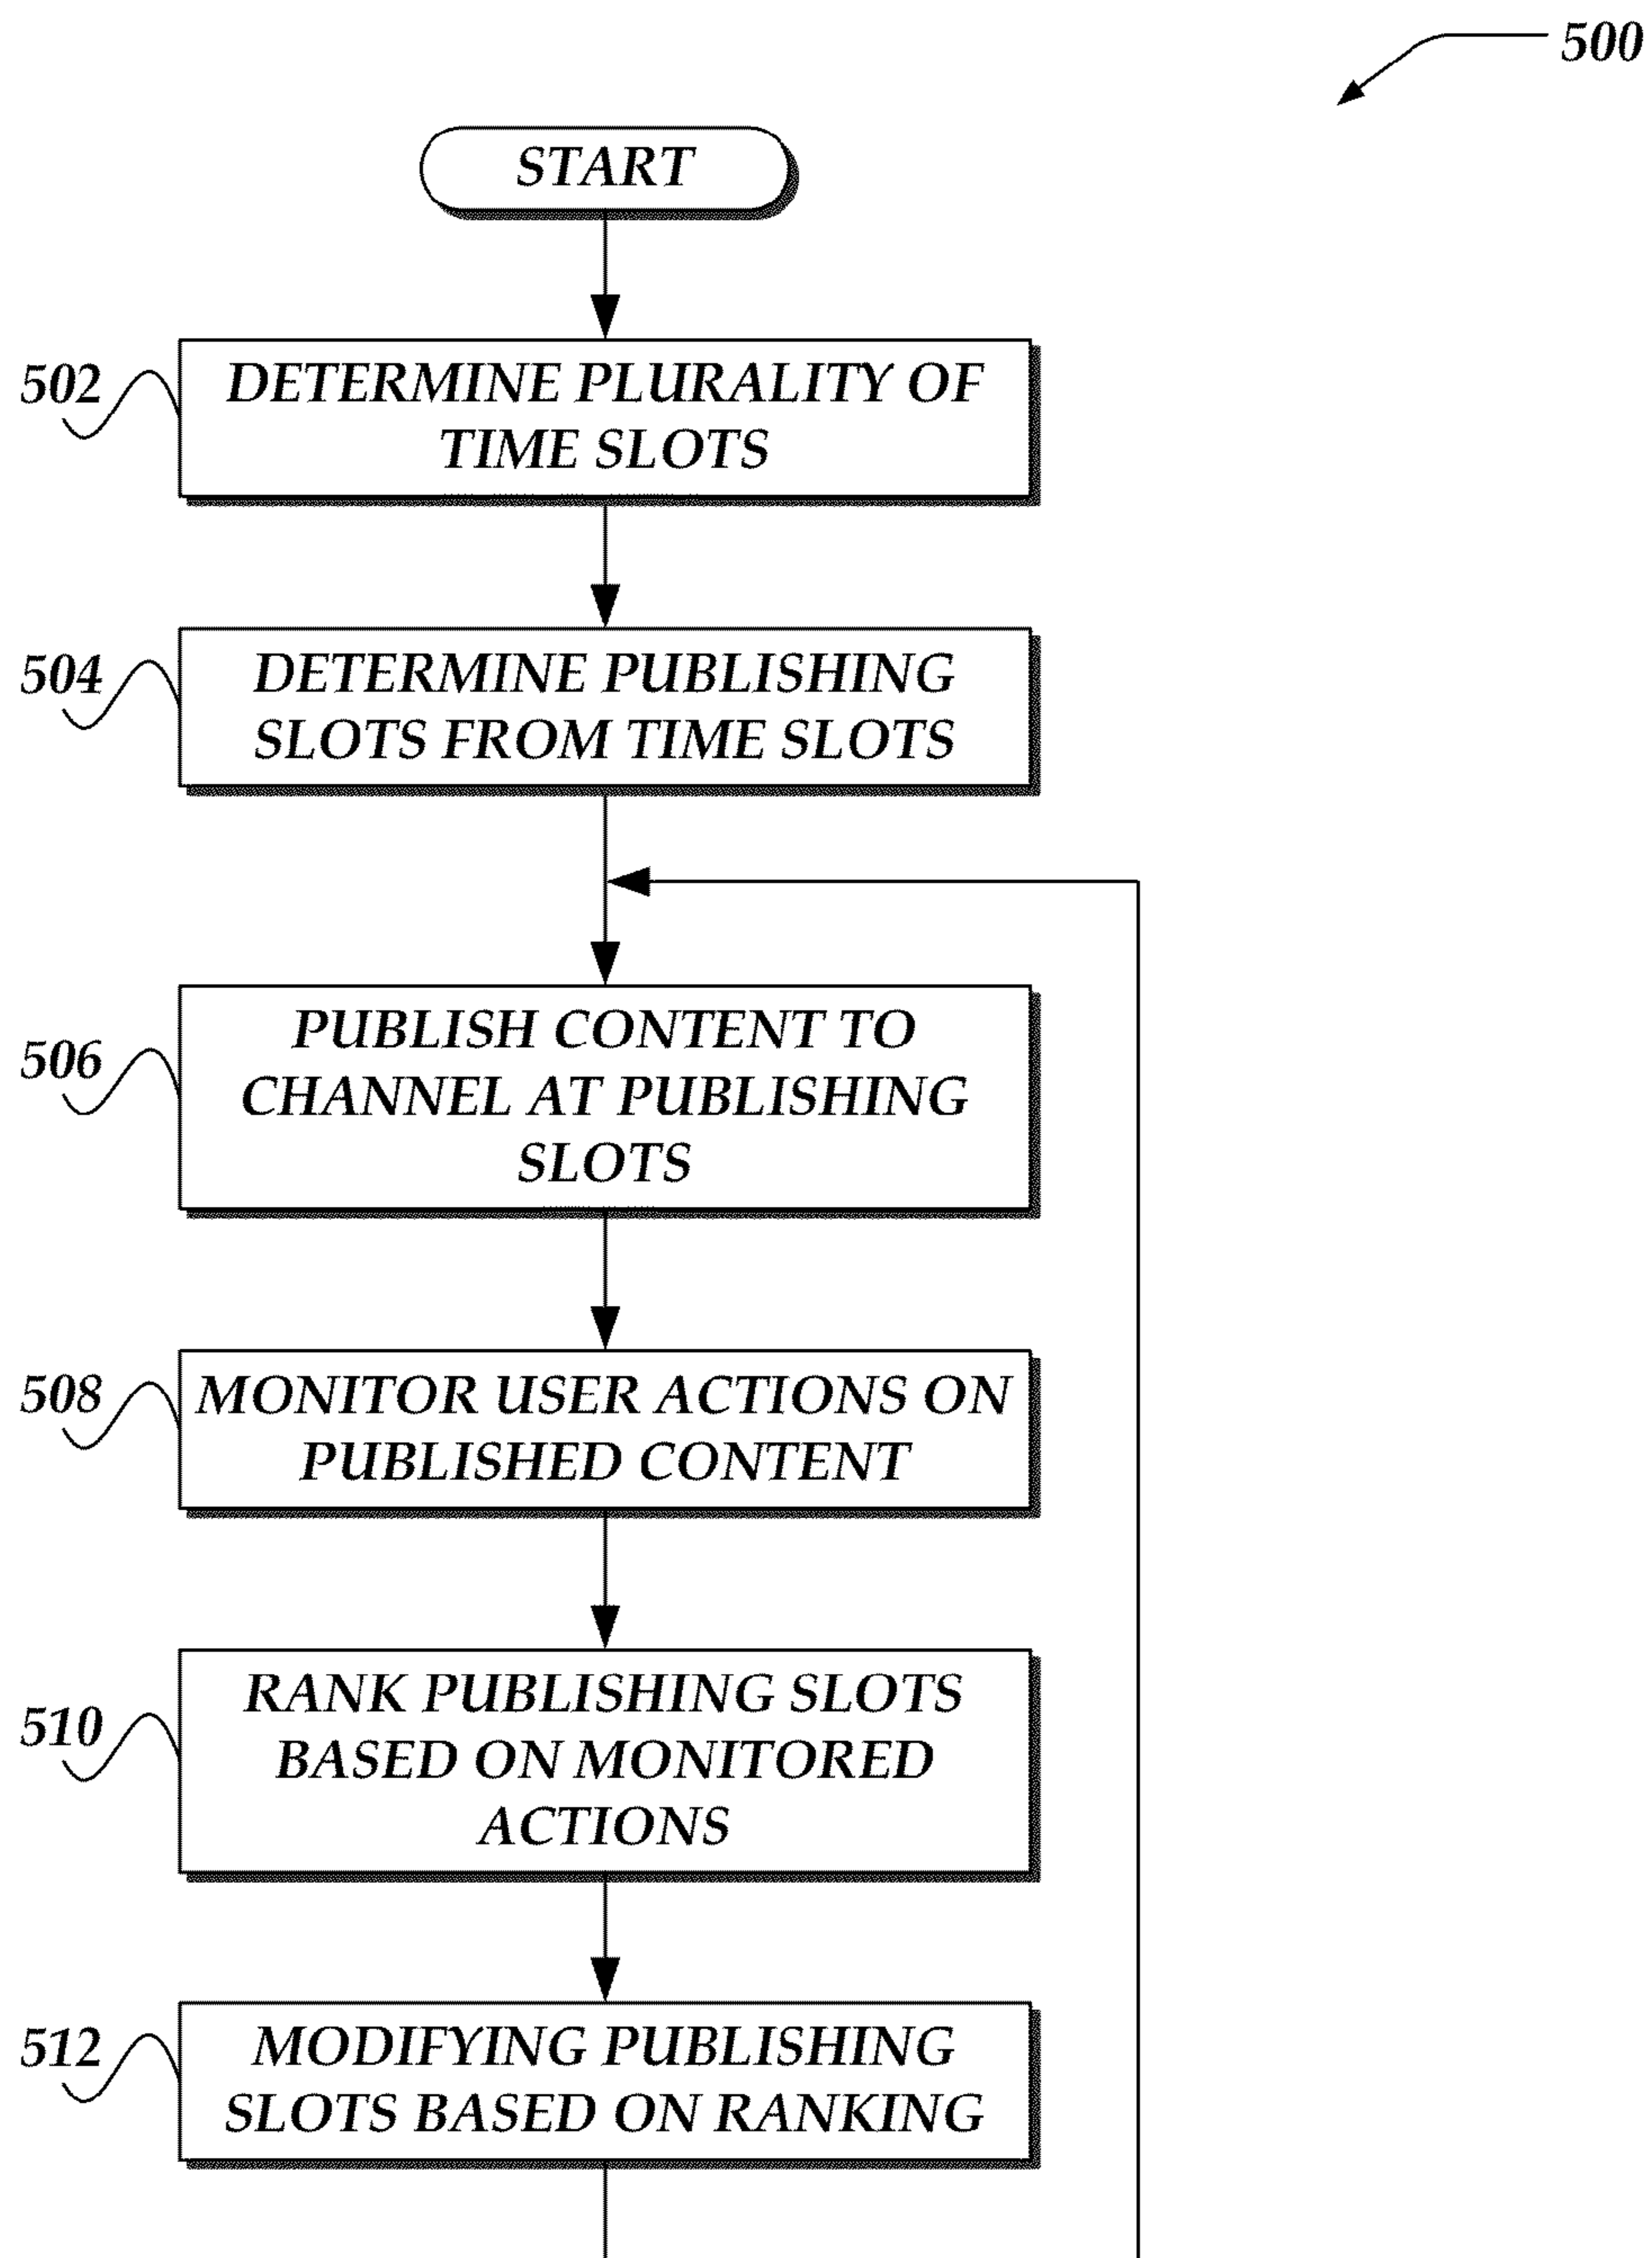 500
START
502
DETERMINE PLURALITY OF
TIME SLOTS
504
DETERMINE PUBLISHING
SLOTS FROM TIME SLOTS
506
PUBLISH CONTENT TO
CHANNEL AT PUBLISHING
SLOTS
508
MONITOR USER ACTIONS ON
PUBLISHED CONTENT
510
RANK PUBLISHING SLOTS
BASED ON MONITORED
ACTIONS
512
MODIFYING PUBLISHING
SLOTS BASED ON RANKING